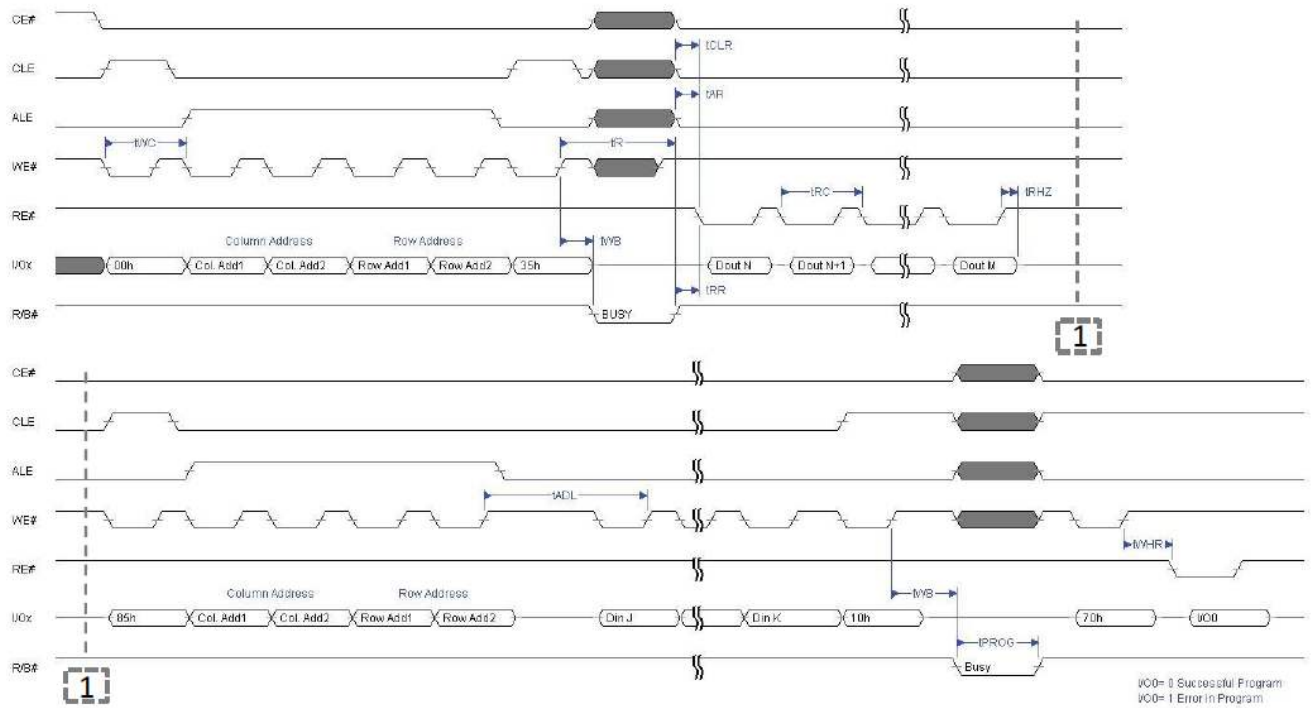 CE#
tCLR
CLE
tAR
ALE
tWC
tR
WE#
tRC
tRHZ
RE#
Column Address Row Address
tWB
I/Ox 00h Col. Add1 Col. Add2 Row Add1 Row Add2 35h Dout N Dout N+1 Dout M
tRR
R/B# BUSY
1
CE#
CLE
ALE
tADL
WE#
tWHR
RE#
Column Address Row Address
tWB
I/Ox 85h Col. Add1 Col. Add2 Row Add1 Row Add2 Din J Din K 10h 70h I/O0
tPROG
R/B# Busy
1
I/O0= 0 Successful Program
I/O0= 1 Error in Program